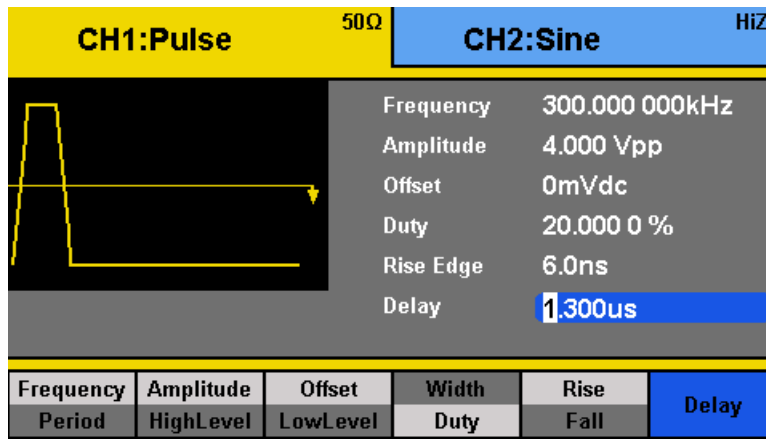 CH1:Pulse 50Ω CH2:Sine HiZ
Frequency 300.000 000kHz
Amplitude 4.000 Vpp
Offset 0mVdc
Duty 20.000 0 %
Rise Edge 6.0ns
Delay 1.300us
Frequency Amplitude Offset Width Rise Delay
Period HighLevel LowLevel Duty Fall